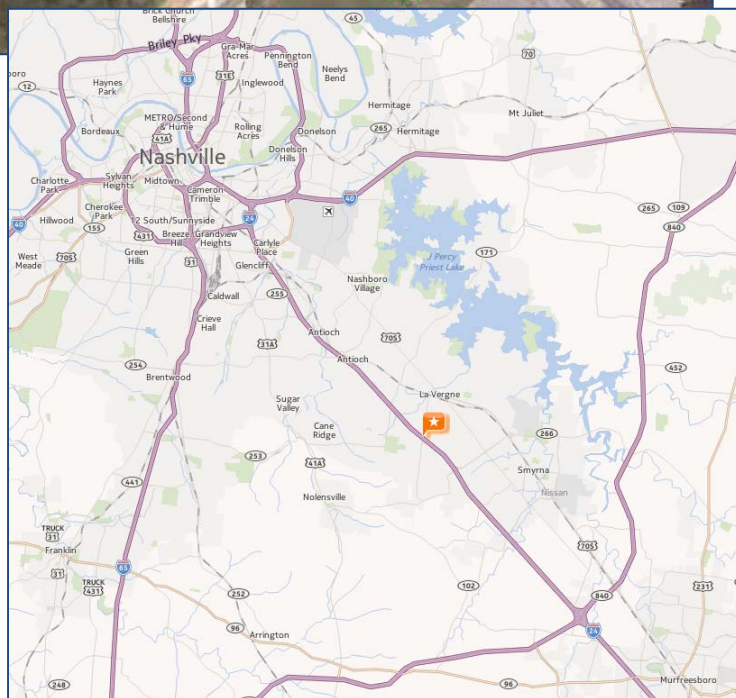 Brick Church
Bellshire
Briley Pky
Gra-Mar
Acres
Pennington
Bend
Neelys
Bend
45
70
65
31E
Inglewood
12
Haynes
Park
Hermitage
Mt Juliet
METRO/Second
& Hume
41A
Rolling
Acres
Donelson
265
Hermitage
Bordeaux
Nashville
Donelson
Hills
Charlotte
Park
Sylvan
Heights
Midtown
Cameron
Trimble
40
Cherokee
Park
24
265
109
40
Hillwood
155
12 South/Sunnyside
840
431
Breeze
Hill
Grandview
Heights
Carlyle
Place
West
Meade
70S
Green
Hills
31
Glencliff
171
J Percy
Priest Lake
Nashboro
Village
255
Caldwall
Crieve
Hall
Antioch
31A
70S
Antioch
452
254
Brentwood
La Vergne
Sugar
Valley
Cane
Ridge
266
253
41A
Smyrna
441
Nolensville
Nissan
TRUCK
31
Franklin
70S
65
31
TRUCK
431
102
231
252
840
96
24
Arrington
248
96
Murfreesboro